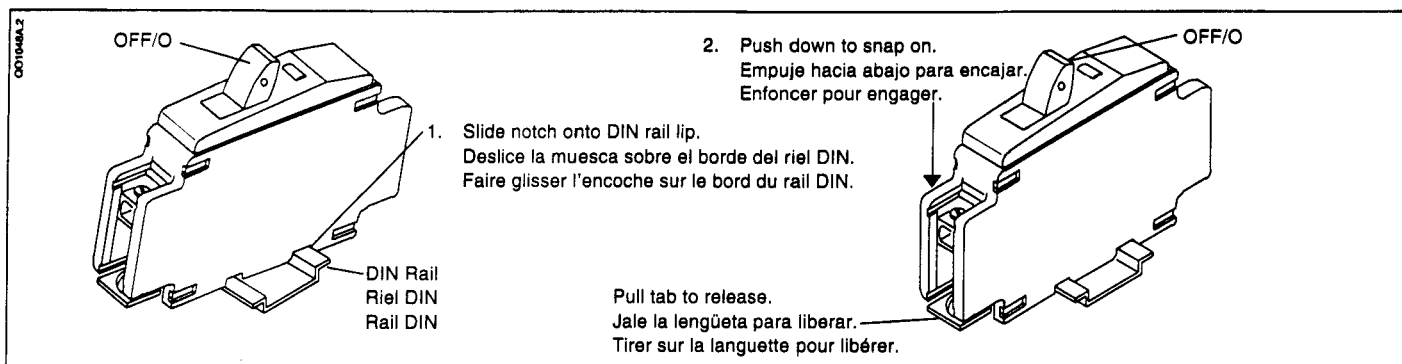 QO1048A.2
OFF/O
1. Slide notch onto DIN rail lip.
Deslice la muesca sobre el borde del riel DIN.
Faire glisser l'encoche sur le bord du rail DIN.
DIN Rail
Riel DIN
Rail DIN
2. Push down to snap on.
Empuje hacia abajo para encajar.
Enfoncer pour engager.
OFF/O
Pull tab to release.
Jale la lengüeta para liberar.
Tirer sur la languette pour libérer.